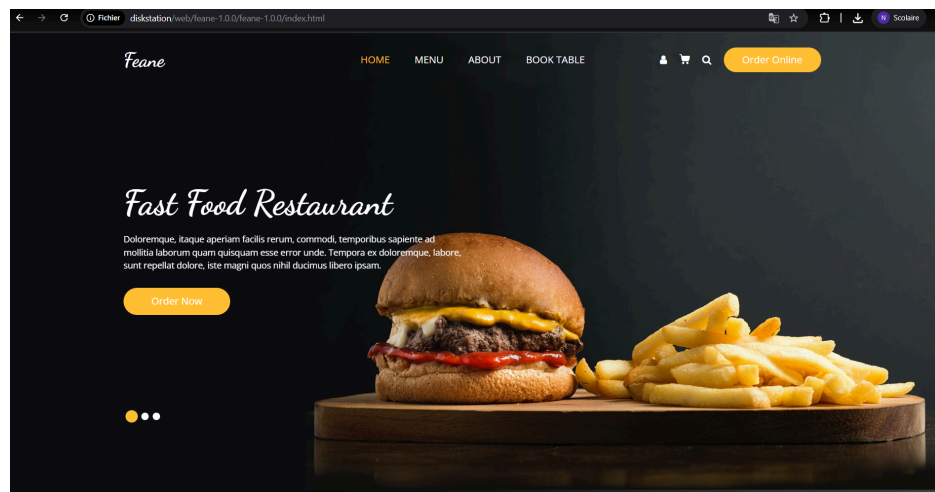 Fichier diskstation/web/feane-1.0.0/feane-1.0.0/index.html N Scolaire
Feane HOME MENU ABOUT BOOK TABLE Order Online
Fast Food Restaurant
Doloremque, itaque aperiam facilis rerum, commodi, temporibus sapiente ad
mollitia laborum quam quisquam esse error unde. Tempora ex doloremque, labore,
sunt repellat dolore, iste magni quos nihil ducimus libero ipsam.
Order Now